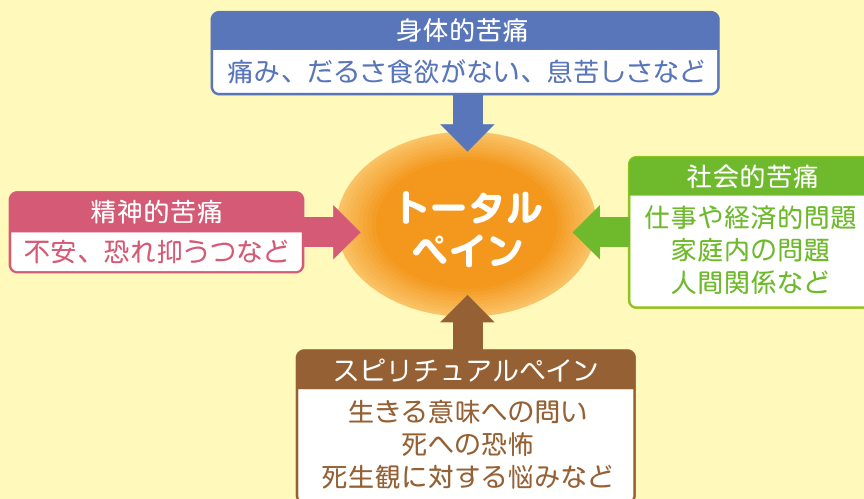 身体的苦痛
痛み、だるさ食欲がない、息苦しさなど
精神的苦痛
不安、恐れ抑うつなど
トータル
ペイン
社会的苦痛
仕事や経済的問題
家庭内の問題
人間関係など
スピリチュアルペイン
生きる意味への問い
死への恐怖
死生観に対する悩みなど